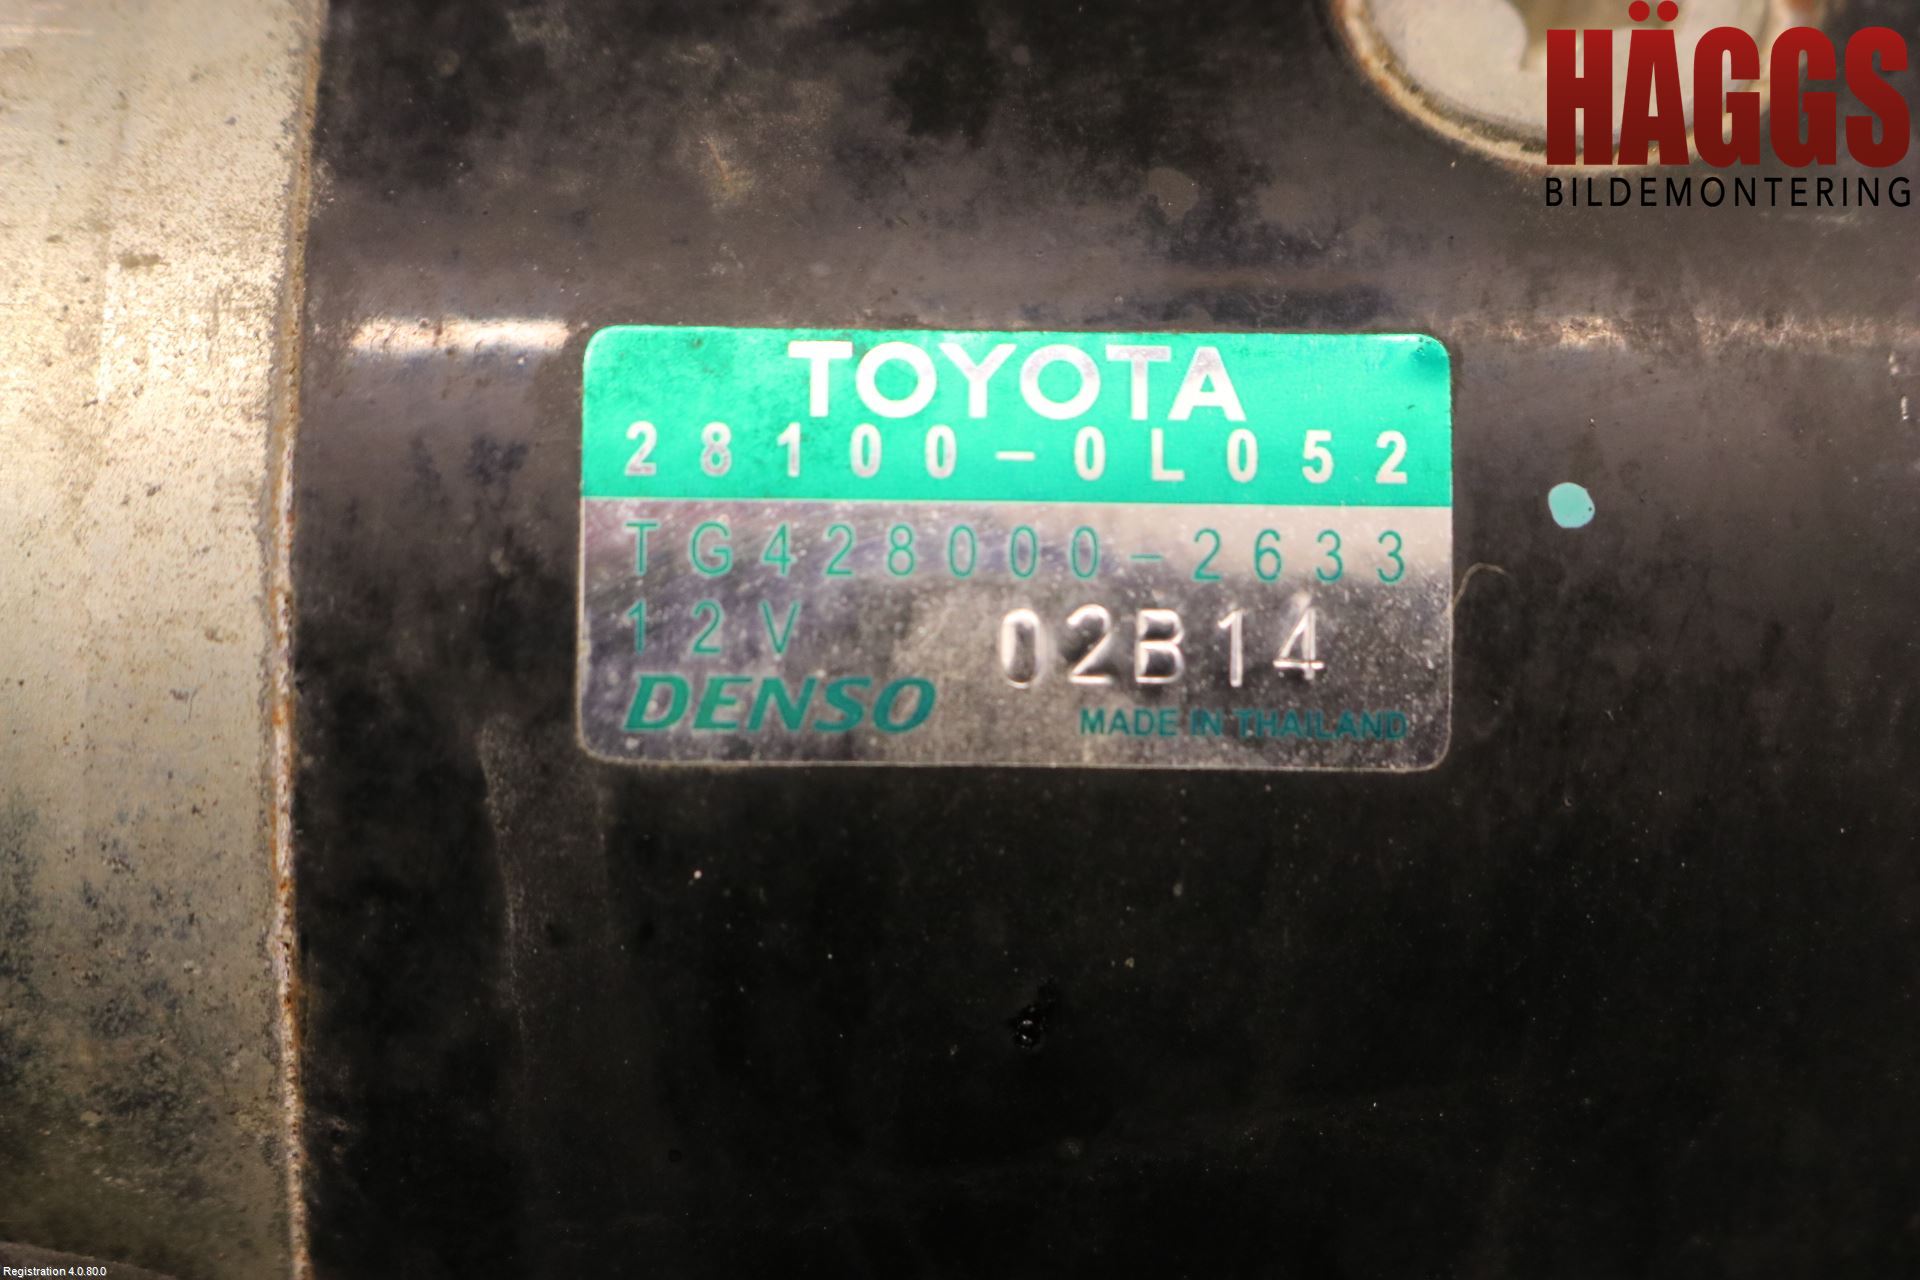 HÄGGS
BILDEMONTERING
TOYOTA
28100-0L052
TG428000-2633
12V 02B14
DENSO MADE IN THAILAND
Registration 4.0.80.0